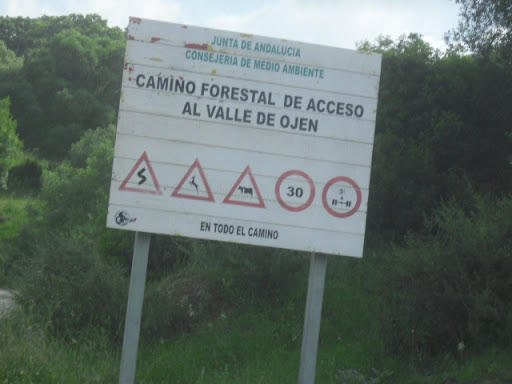 JUNTA DE ANDALUCIA
CONSEJERIA DE MEDIO AMBIENTE
CAMINO FORESTAL DE ACCESO
AL VALLE DE OJEN
30
EN TODO EL CAMINO